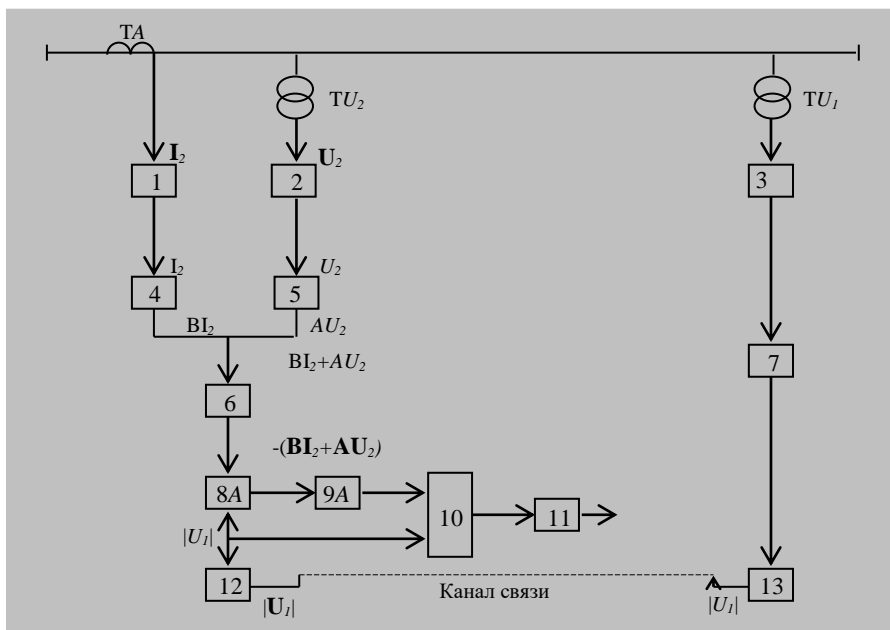 TA
TU2
TU1
I2
U2
1
2
3
I2
U2
4
5
BI2
AU2
BI2+AU2
7
6
-(BI2+AU2)
8A
9A
10
11
|U1|
12
13
|U1|
Канал связи
|U1|